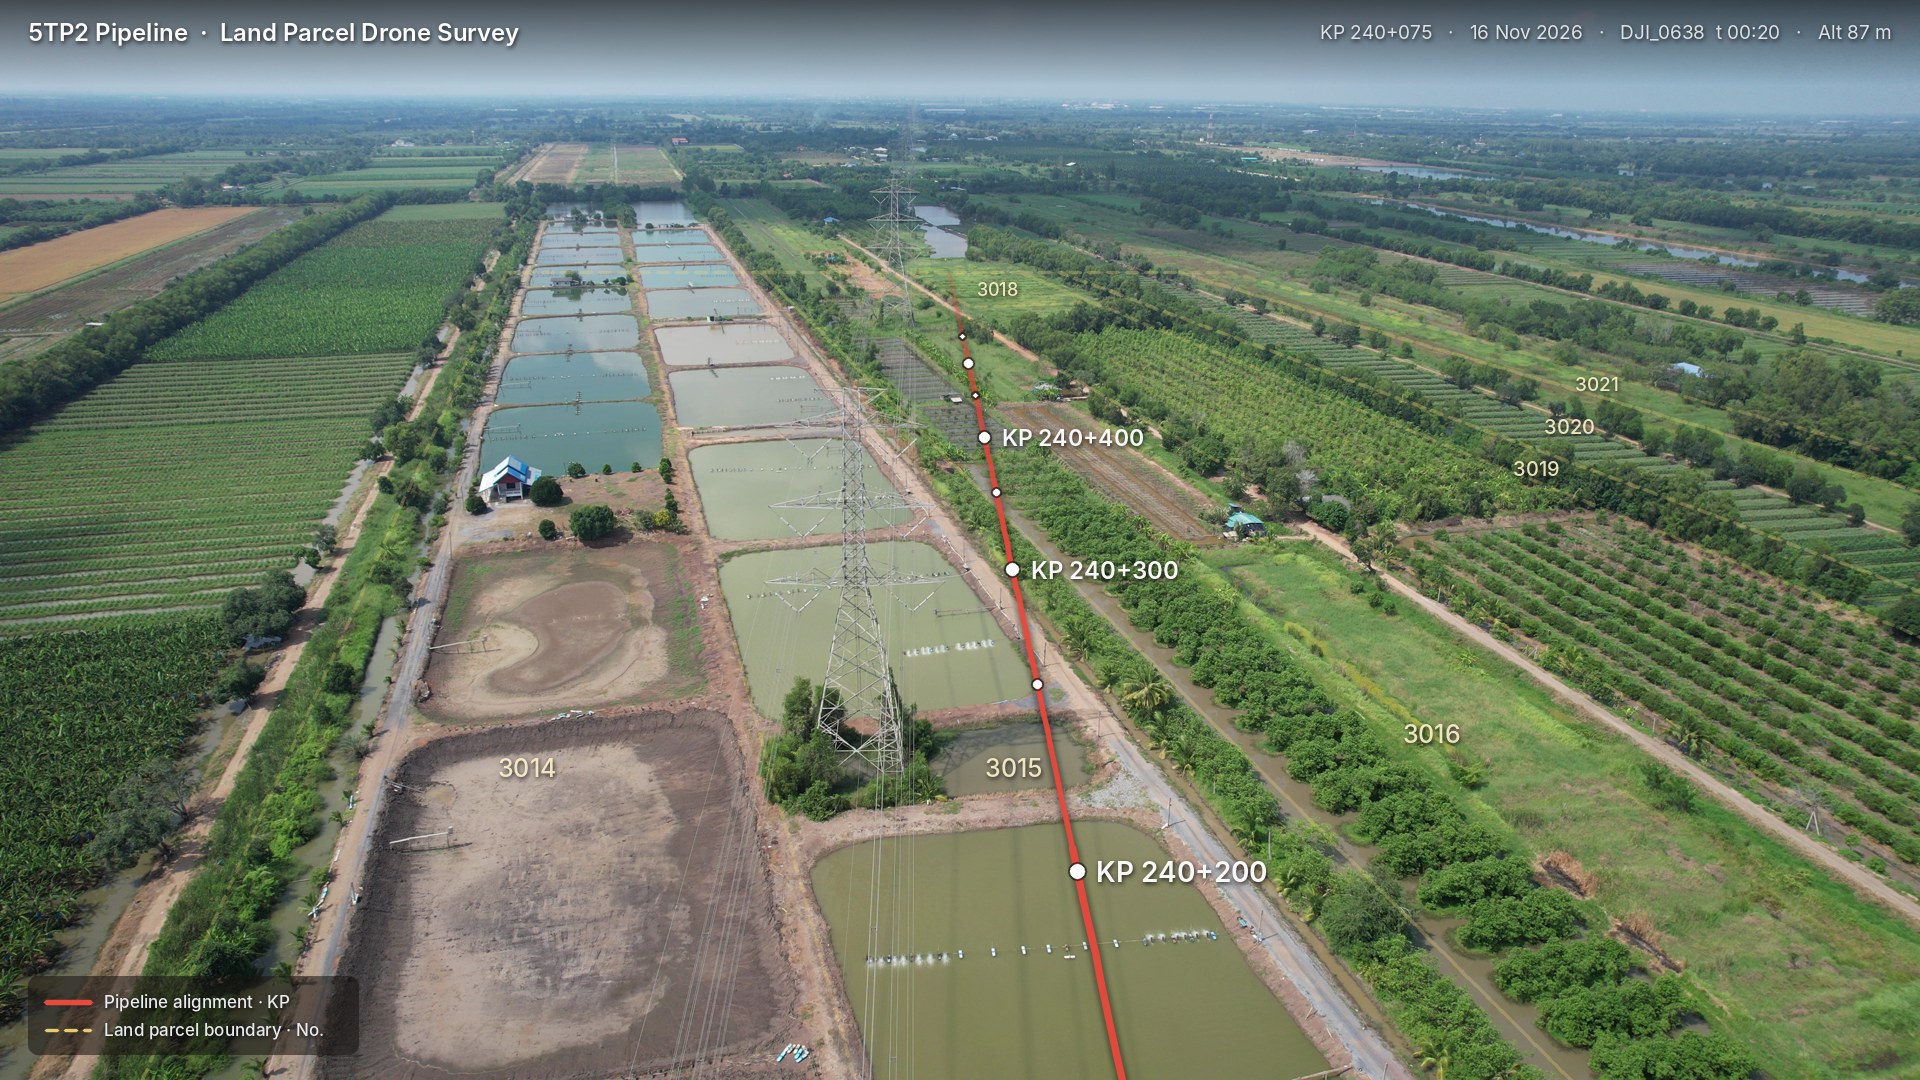 5TP2 Pipeline · Land Parcel Drone Survey
KP 240+075 · 16 Nov 2026 · DJI_0638 t 00:20 · Alt 87 m
3018
3021
3020
KP 240+400
3019
KP 240+300
3016
3014
3015
KP 240+200
Pipeline alignment · KP
Land parcel boundary · No.